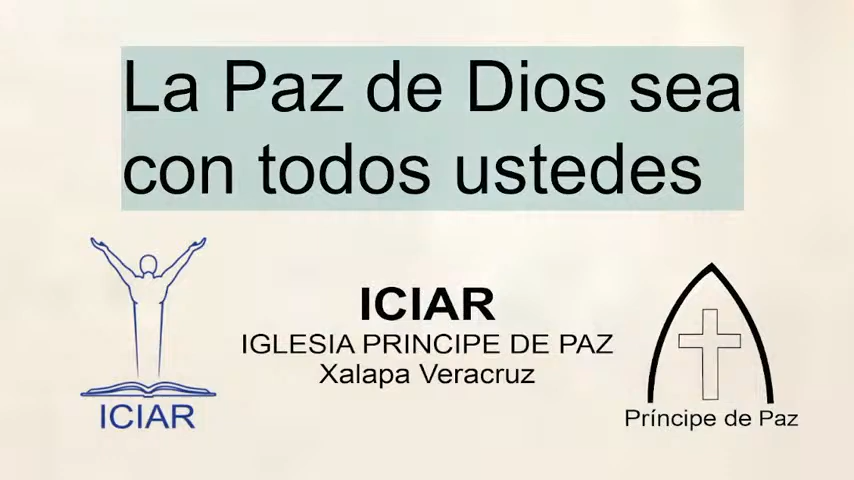 La Paz de Dios sea
con todos ustedes
ICIAR
IGLESIA PRINCIPE DE PAZ
Xalapa Veracruz
ICIAR
Príncipe de Paz